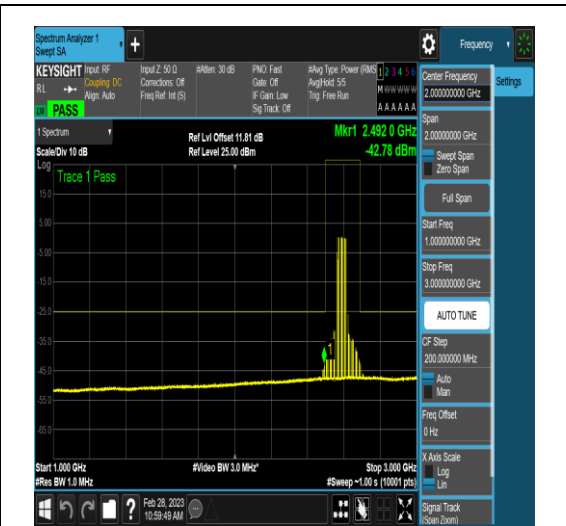 Spectrum Analyzer 1
Swept SA
Frequency
KEYSIGHT
RL
PASS
Input: RF
Coupling: DC
Align: Auto
Input Z: 50 Ω
Corrections: Off
Freq Ref: Int (S)
#Atten: 30 dB
PNO: Fast
Gate: Off
IF Gain: Low
Sig Track: Off
#Avg Type: Power (RMS
Avg|Hold: 5/5
Trig: Free Run
1 2 3 4 5 6
M W W W W W
A A A A A A
1 Spectrum
Scale/Div 10 dB
Ref Lvl Offset 11.81 dB
Ref Level 25.00 dBm
Mkr1 2.492 0 GHz
-42.78 dBm
Log
Trace 1 Pass
15.0
5.00
-5.00
-15.0
-25.0
-35.0
-45.0
-55.0
-65.0
1
Start 1.000 GHz
#Res BW 1.0 MHz
#Video BW 3.0 MHz*
Stop 3.000 GHz
#Sweep ~1.00 s (10001 pts)
Feb 28, 2023
10:59:49 AM
Center Frequency
2.000000000 GHz
Span
2.00000000 GHz
Swept Span
Zero Span
Full Span
Start Freq
1.000000000 GHz
Stop Freq
3.000000000 GHz
AUTO TUNE
CF Step
200.000000 MHz
Auto
Man
Freq Offset
0 Hz
X Axis Scale
Log
Lin
Signal Track
(Span Zoom)
Settings